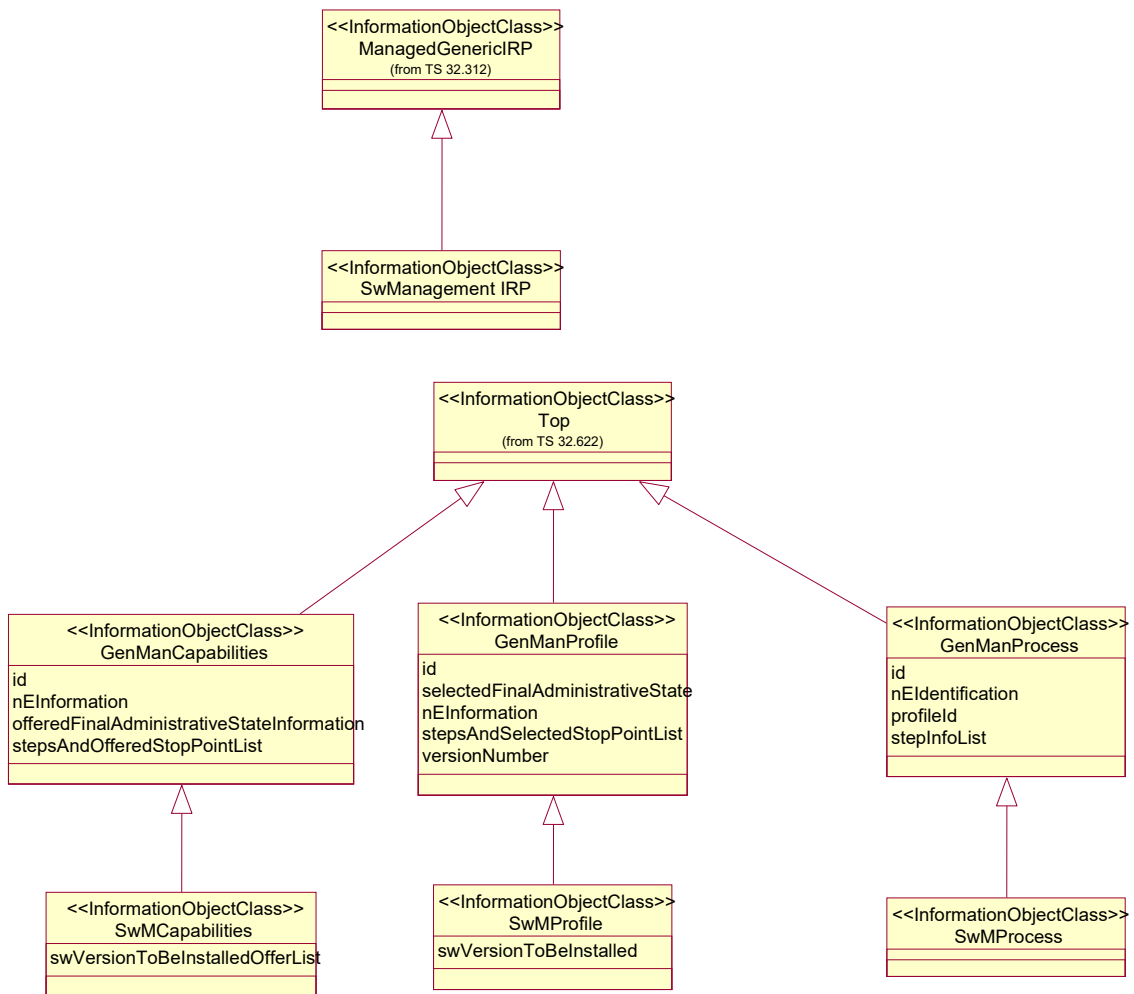 <<InformationObjectClass>>
ManagedGenericIRP
(from TS 32.312)
<<InformationObjectClass>>
SwManagement IRP
<<InformationObjectClass>>
Top
(from TS 32.622)
<<InformationObjectClass>>
GenManCapabilities
id
nEInformation
offeredFinalAdministrativeStateInformation
stepsAndOfferedStopPointList
<<InformationObjectClass>>
GenManProfile
id
selectedFinalAdministrativeState
nEInformation
stepsAndSelectedStopPointList
versionNumber
<<InformationObjectClass>>
GenManProcess
id
nEIdentification
profileId
stepInfoList
<<InformationObjectClass>>
SwMCapabilities
swVersionToBeInstalledOfferList
<<InformationObjectClass>>
SwMProfile
swVersionToBeInstalled
<<InformationObjectClass>>
SwMProcess